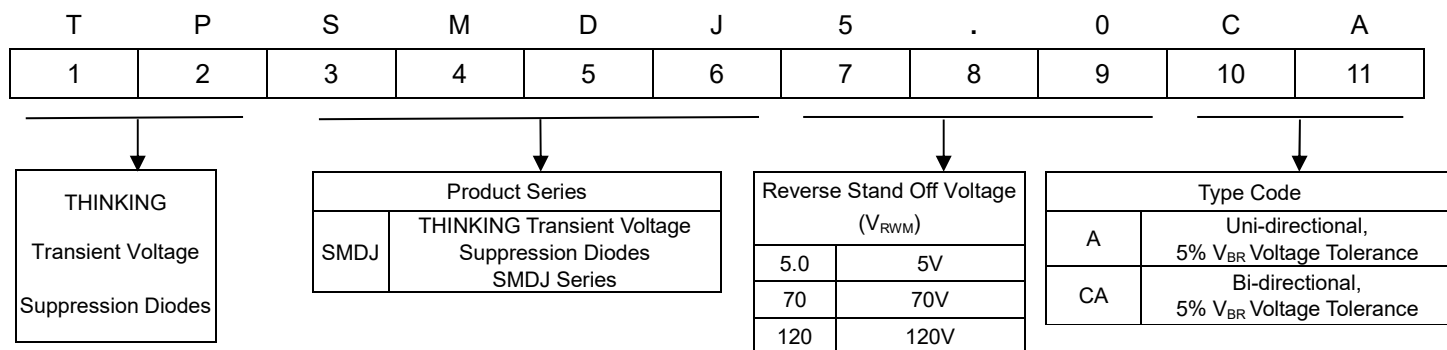 T P S M D J 5 . 0 C A
1 2 3 4 5 6 7 8 9 10 11
THINKING
Transient Voltage
Suppression Diodes
Product Series
SMDJ
THINKING Transient Voltage
Suppression Diodes
SMDJ Series
Reverse Stand Off Voltage
(VRWM)
5.0 5V
70 70V
120 120V
Type Code
A
Uni-directional,
5% VBR Voltage Tolerance
CA
Bi-directional,
5% VBR Voltage Tolerance